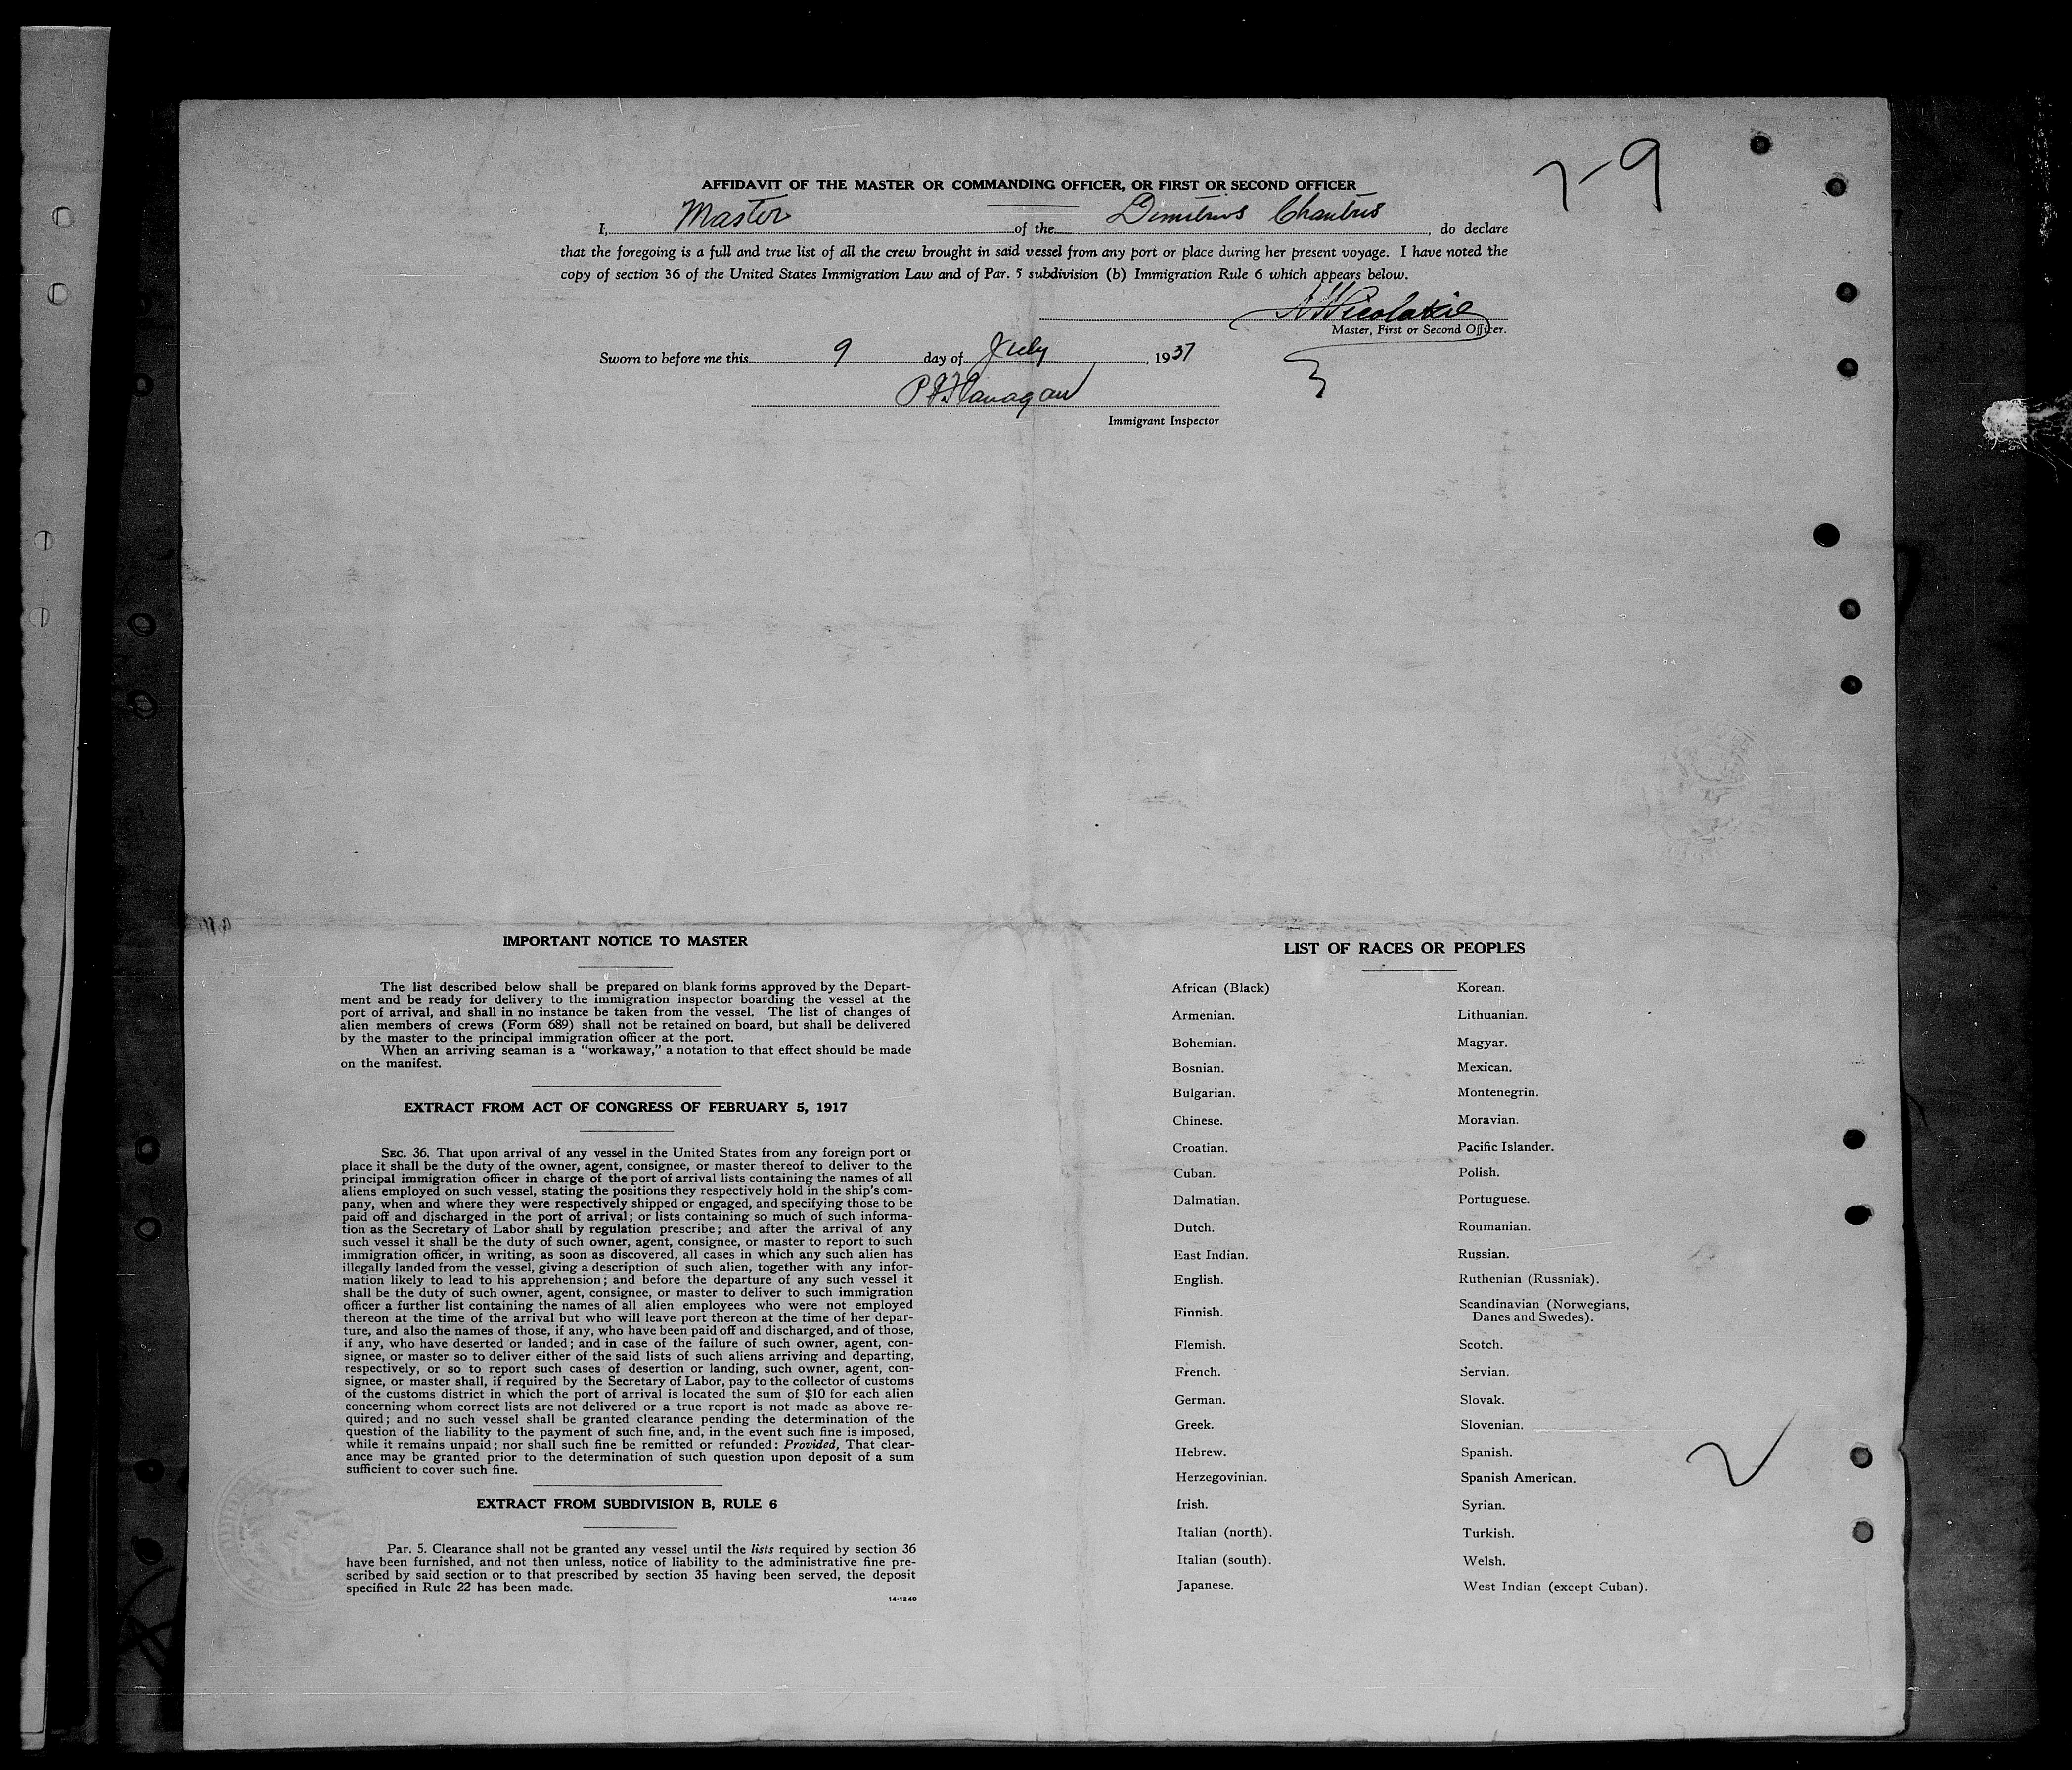 7-9
AFFIDAVIT OF THE MASTER OR COMMANDING OFFICER, OR FIRST OR SECOND OFFICER
I, Master of the Dimitrios Chantris, do declare
that the foregoing is a full and true list of all the crew brought in said vessel from any port or place during her present voyage. I have noted the
copy of section 36 of the United States Immigration Law and of Par. 5 subdivision (b) Immigration Rule 6 which appears below.
Master, First or Second Officer.
Sworn to before me this 9 day of July, 1937
P F Flanagan
Immigrant Inspector
IMPORTANT NOTICE TO MASTER
The list described below shall be prepared on blank forms approved by the Depart-
ment and be ready for delivery to the immigration inspector boarding the vessel at the
port of arrival, and shall in no instance be taken from the vessel. The list of changes of
alien members of crews (Form 689) shall not be retained on board, but shall be delivered
by the master to the principal immigration officer at the port.
When an arriving seaman is a “workaway,” a notation to that effect should be made
on the manifest.
EXTRACT FROM ACT OF CONGRESS OF FEBRUARY 5, 1917
SEC. 36. That upon arrival of any vessel in the United States from any foreign port or
place it shall be the duty of the owner, agent, consignee, or master thereof to deliver to the
principal immigration officer in charge of the port of arrival lists containing the names of all
aliens employed on such vessel, stating the positions they respectively hold in the ship's com-
pany, when and where they were respectively shipped or engaged, and specifying those to be
paid off and discharged in the port of arrival; or lists containing so much of such informa-
tion as the Secretary of Labor shall by regulation prescribe; and after the arrival of any
such vessel it shall be the duty of such owner, agent, consignee, or master to report to such
immigration officer, in writing, as soon as discovered, all cases in which any such alien has
illegally landed from the vessel, giving a description of such alien, together with any infor-
mation likely to lead to his apprehension; and before the departure of any such vessel it
shall be the duty of such owner, agent, consignee, or master to deliver to such immigration
officer a further list containing the names of all alien employees who were not employed
thereon at the time of the arrival but who will leave port thereon at the time of her depar-
ture, and also the names of those, if any, who have been paid off and discharged, and of those,
if any, who have deserted or landed; and in case of the failure of such owner, agent, con-
signee, or master so to deliver either of the said lists of such aliens arriving and departing,
respectively, or so to report such cases of desertion or landing, such owner, agent, con-
signee, or master shall, if required by the Secretary of Labor, pay to the collector of customs
of the customs district in which the port of arrival is located the sum of $10 for each alien
concerning whom correct lists are not delivered or a true report is not made as above re-
quired; and no such vessel shall be granted clearance pending the determination of the
question of the liability to the payment of such fine, and, in the event such fine is imposed,
while it remains unpaid; nor shall such fine be remitted or refunded: Provided, That clear-
ance may be granted prior to the determination of such question upon deposit of a sum
sufficient to cover such fine.
EXTRACT FROM SUBDIVISION B, RULE 6
Par. 5. Clearance shall not be granted any vessel until the lists required by section 36
have been furnished, and not then unless, notice of liability to the administrative fine pre-
scribed by said section or to that prescribed by section 35 having been served, the deposit
specified in Rule 22 has been made.
14-1240
LIST OF RACES OR PEOPLES
African (Black)
Armenian.
Bohemian.
Bosnian.
Bulgarian.
Chinese.
Croatian.
Cuban.
Dalmatian.
Dutch.
East Indian.
English.
Finnish.
Flemish.
French.
German.
Greek.
Hebrew.
Herzegovinian.
Irish.
Italian (north).
Italian (south).
Japanese.
Korean.
Lithuanian.
Magyar.
Mexican.
Montenegrin.
Moravian.
Pacific Islander.
Polish.
Portuguese.
Roumanian.
Russian.
Ruthenian (Russniak).
Scandinavian (Norwegians,
Danes and Swedes).
Scotch.
Servian.
Slovak.
Slovenian.
Spanish.
Spanish American.
Syrian.
Turkish.
Welsh.
West Indian (except Cuban).